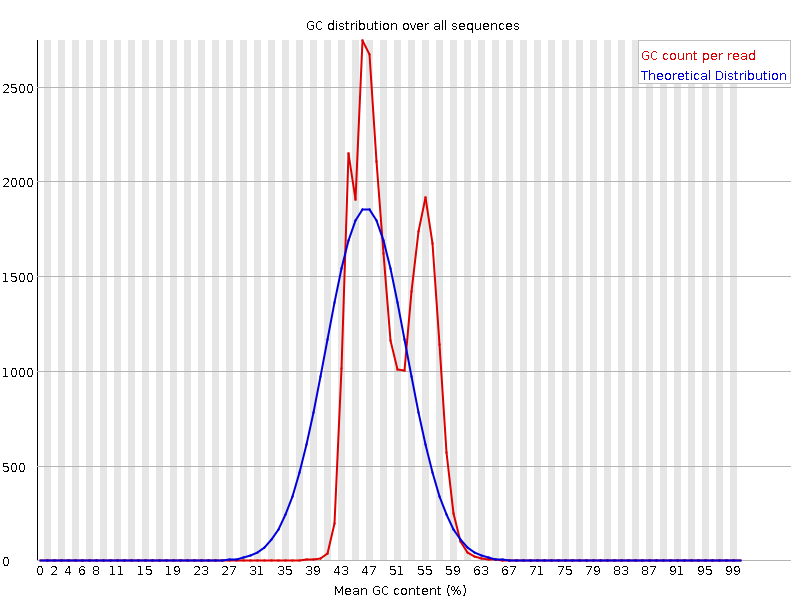 GC distribution over all sequences
GC count per read
Theoretical Distribution
2500
2000
1500
1000
500
0
0 2 4 6 8 11 15 19 23 27 31 35 39 43 47 51 55 59 63 67 71 75 79 83 87 91 95 99
Mean GC content (%)